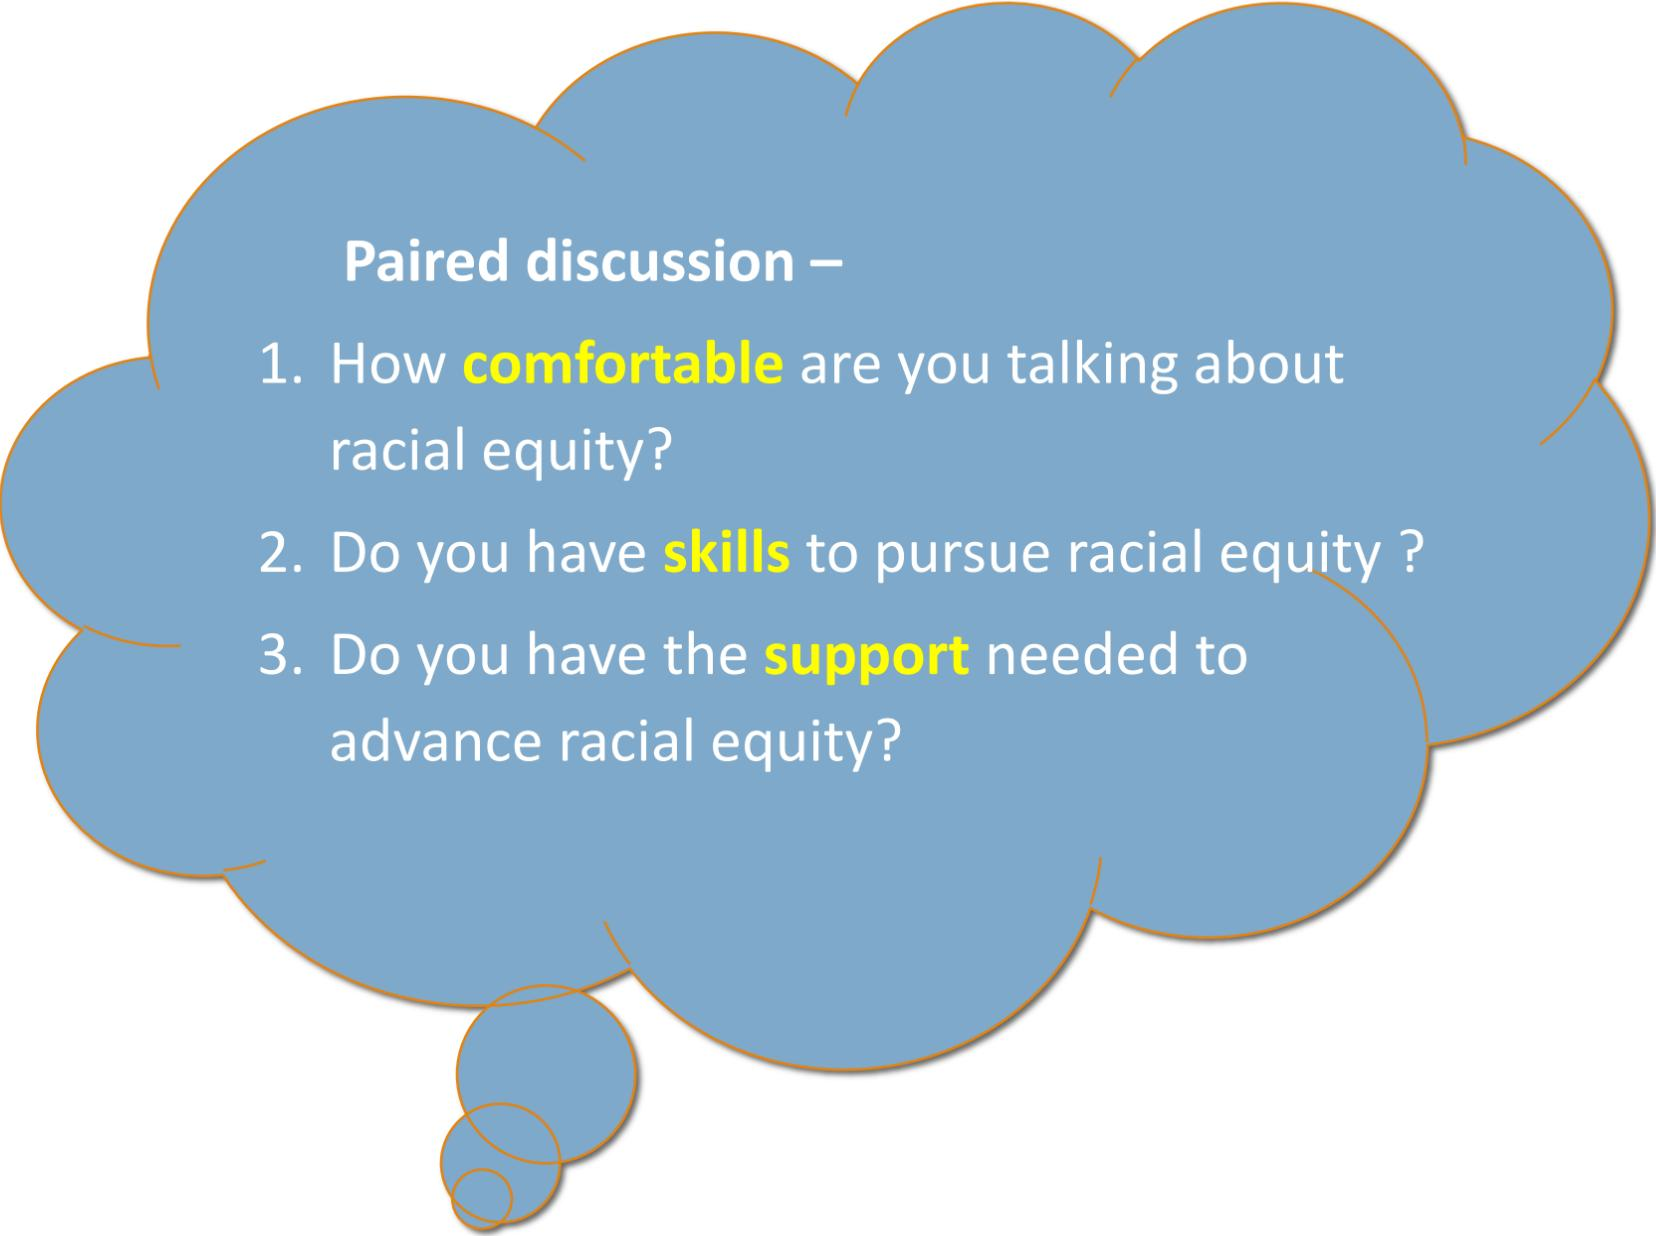 Paired discussion –
1. How comfortable are you talking about
racial equity?
2. Do you have skills to pursue racial equity ?
3. Do you have the support needed to
advance racial equity?